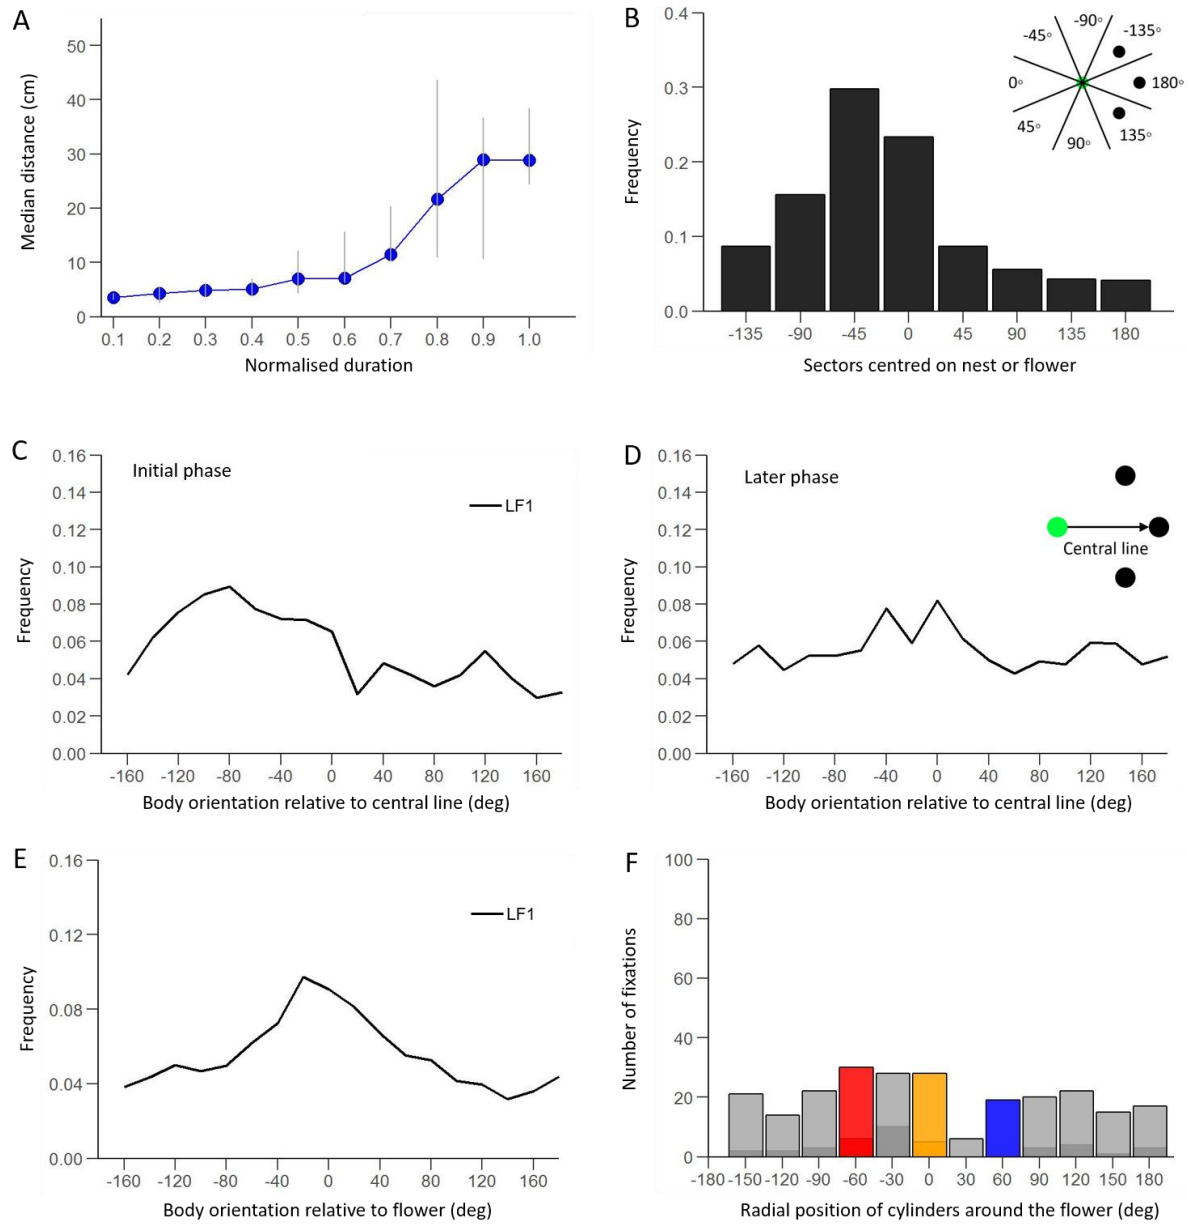 A
50
40
30
20
10
0
Median distance (cm)
0.1 0.2 0.3 0.4 0.5 0.6 0.7 0.8 0.9 1.0
Normalised duration
B
0.4
0.3
0.2
0.1
0.0
Frequency
-90°
-45° -135°
0° 180°
45° 135°
90°
-135 -90 -45 0 45 90 135 180
Sectors centred on nest or flower
C
Initial phase
LF1
0.16
0.14
0.12
0.10
0.08
0.06
0.04
0.02
0.00
Frequency
-160 -120 -80 -40 0 40 80 120 160
Body orientation relative to central line (deg)
D
Later phase
Central line
0.16
0.14
0.12
0.10
0.08
0.06
0.04
0.02
0.00
Frequency
-160 -120 -80 -40 0 40 80 120 160
Body orientation relative to central line (deg)
E
LF1
0.16
0.12
0.08
0.04
0.00
Frequency
-160 -120 -80 -40 0 40 80 120 160
Body orientation relative to flower (deg)
F
100
80
60
40
20
0
Number of fixations
-180 -150 -120 -90 -60 -30 0 30 60 90 120 150 180
Radial position of cylinders around the flower (deg)